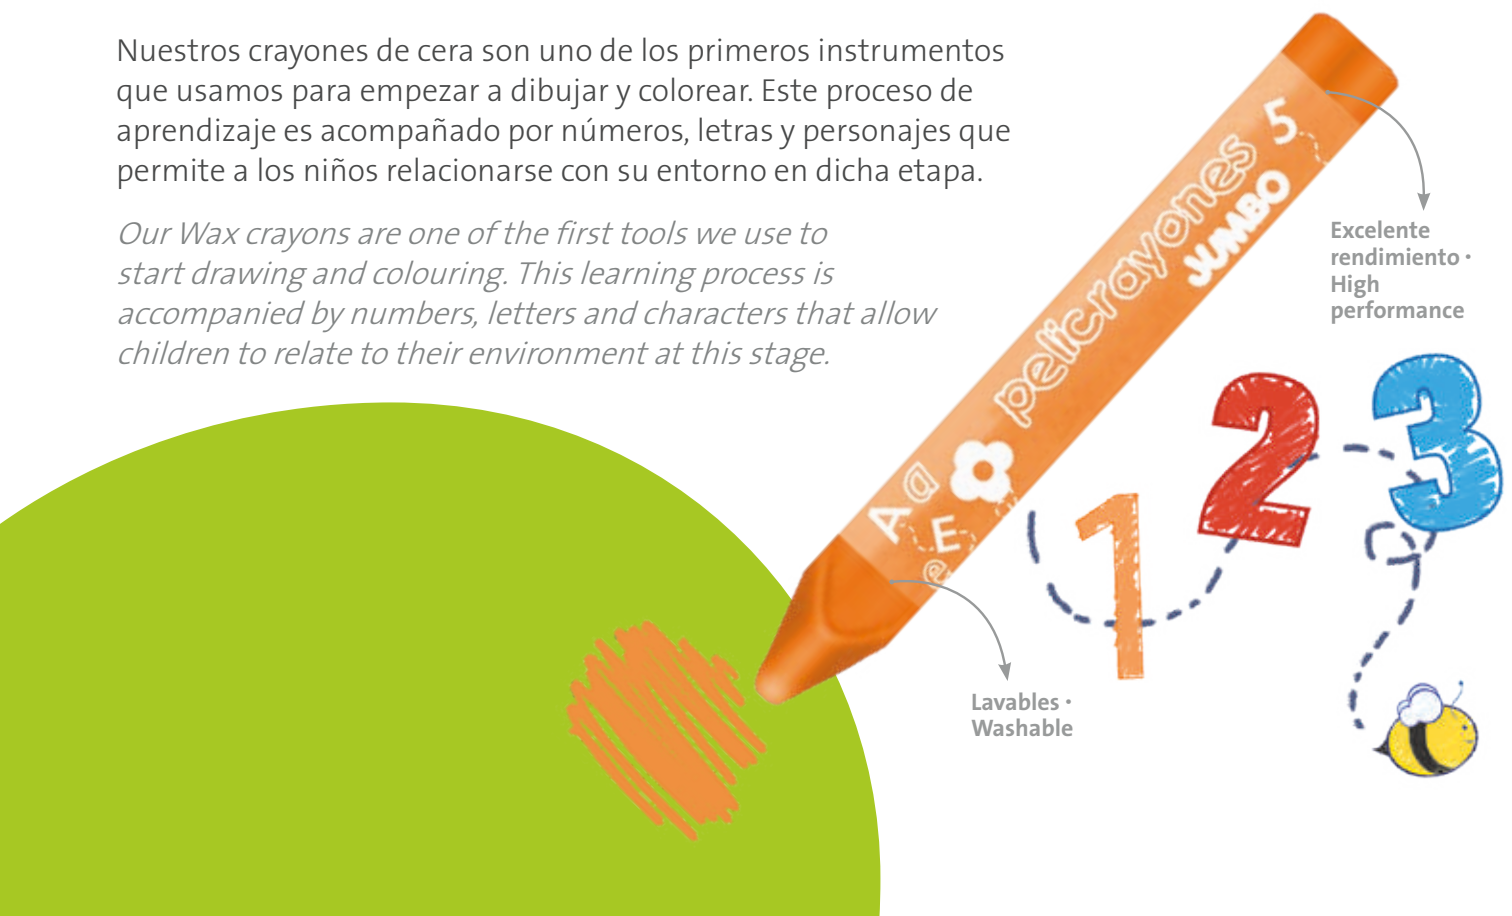 Nuestros crayones de cera son uno de los primeros instrumentos
que usamos para empezar a dibujar y colorear. Este proceso de
aprendizaje es acompañado por números, letras y personajes que
permite a los niños relacionarse con su entorno en dicha etapa.
Our Wax crayons are one of the first tools we use to
start drawing and colouring. This learning process is
accompanied by numbers, letters and characters that allow
children to relate to their environment at this stage.
A a
E e
pelicrayones 5
JUMBO
Excelente
rendimiento ·
High
performance
1 2 3
Lavables ·
Washable